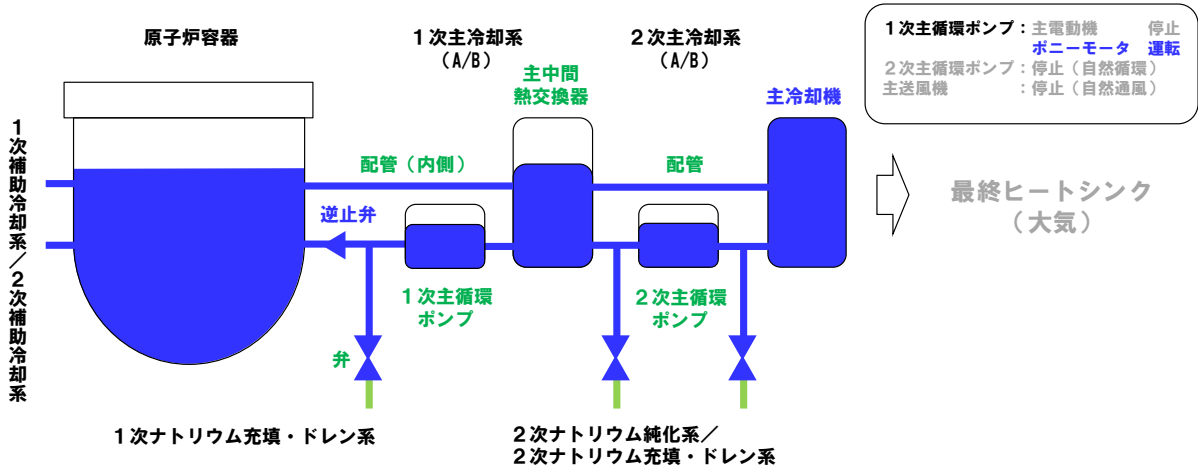 原子炉容器
1次主冷却系
(A/B)
2次主冷却系
(A/B)
1次主循環ポンプ:主電動機 停止
ポニーモータ 運転
2次主循環ポンプ:停止(自然循環)
主送風機 :停止(自然通風)
主中間
熱交換器
主冷却機
1次補助冷却系/2次補助冷却系
配管(内側)
配管
逆止弁
最終ヒートシンク
(大気)
1次主循環
ポンプ
2次主循環
ポンプ
弁
1次ナトリウム充填・ドレン系
2次ナトリウム純化系/
2次ナトリウム充填・ドレン系